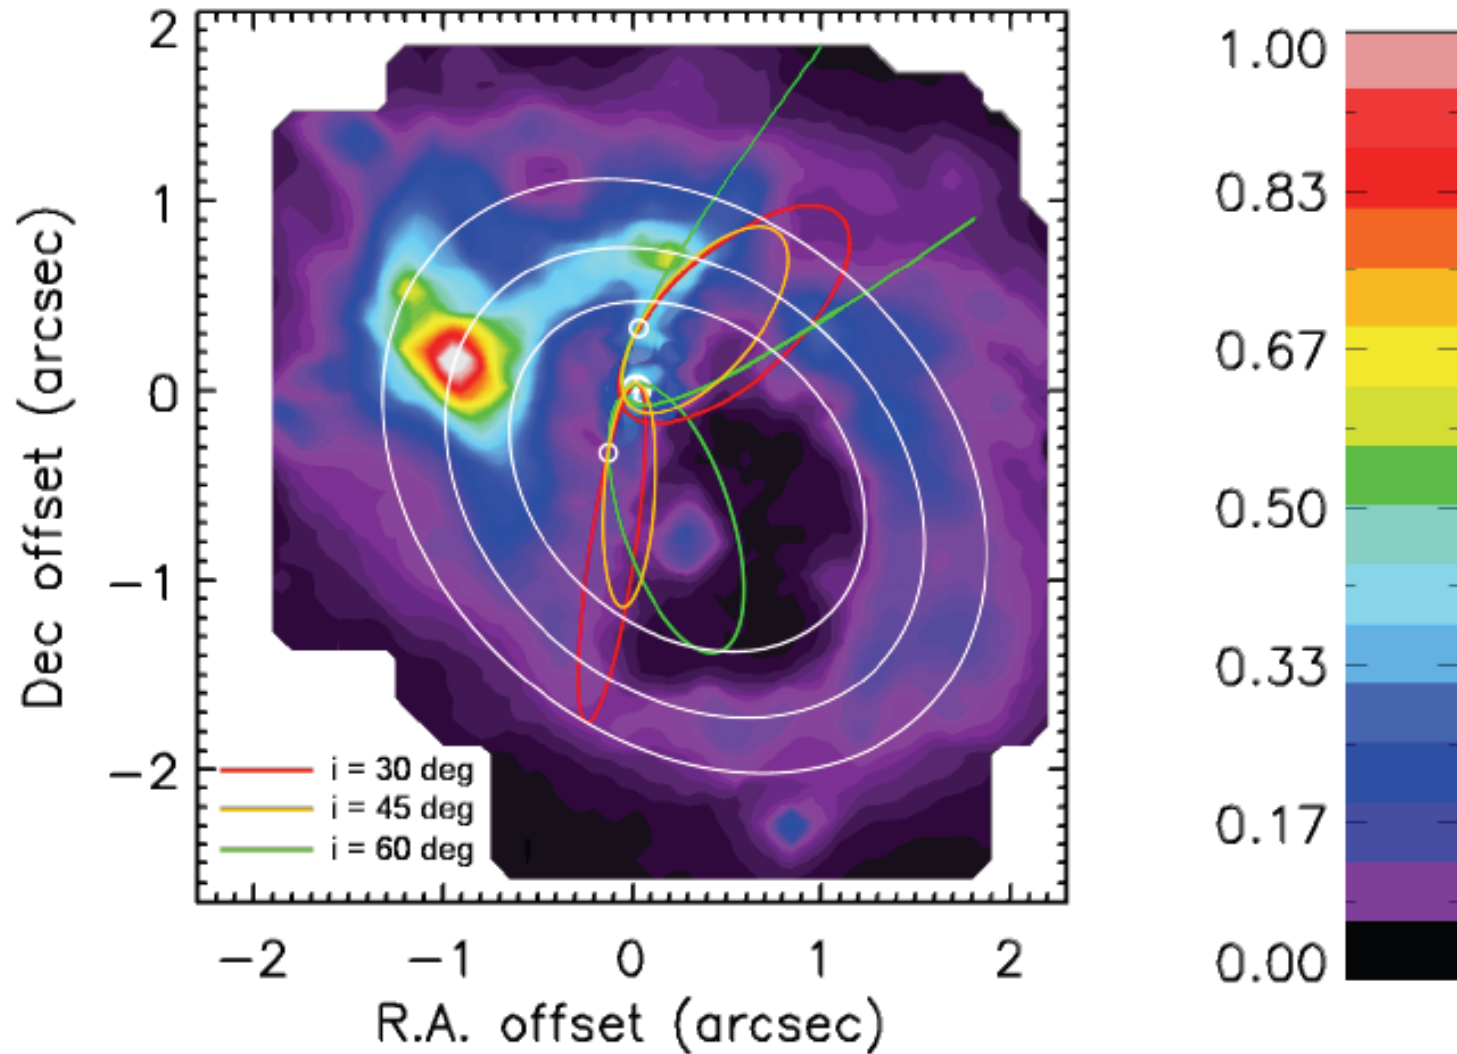 2
1
0
−1
−2
Dec offset (arcsec)
i = 30 deg
i = 45 deg
i = 60 deg
−2 −1 0 1 2
R.A. offset (arcsec)
1.00
0.83
0.67
0.50
0.33
0.17
0.00